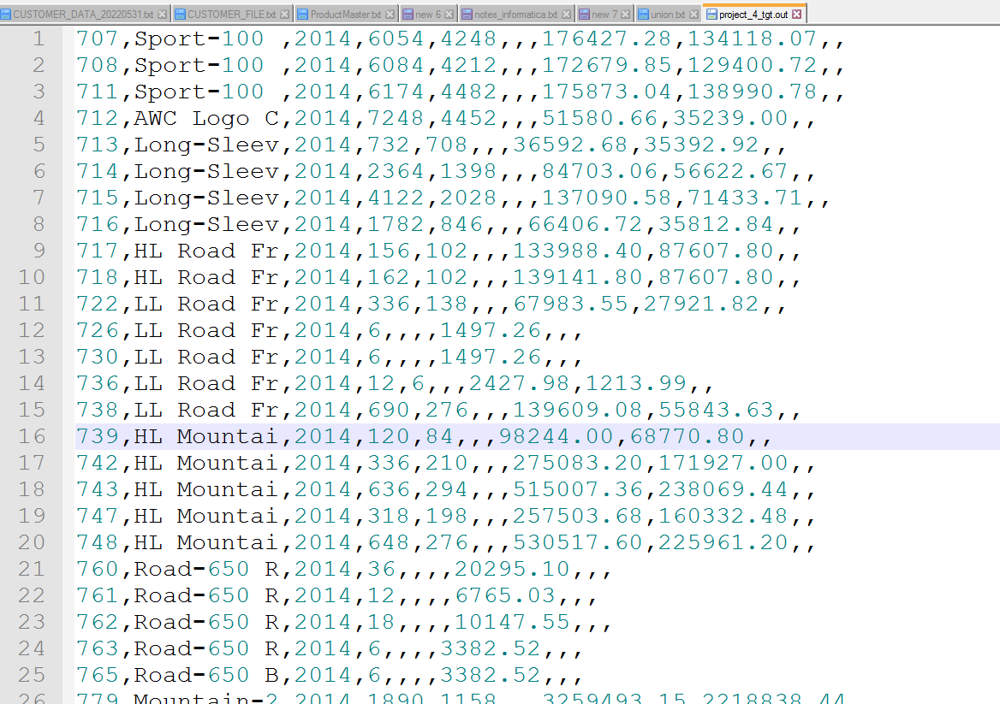 CUSTOMER_DATA_20220531.txt CUSTOMER_FILE.txt ProductMaster.txt new 6 notes_informatica.txt new 7 union.txt project_4_tgt.out
1 707,Sport-100 ,2014,6054,4248,,,176427.28,134118.07,,
2 708,Sport-100 ,2014,6084,4212,,,172679.85,129400.72,,
3 711,Sport-100 ,2014,6174,4482,,,175873.04,138990.78,,
4 712,AWC Logo C,2014,7248,4452,,,51580.66,35239.00,,
5 713,Long-Sleev,2014,732,708,,,36592.68,35392.92,,
6 714,Long-Sleev,2014,2364,1398,,,84703.06,56622.67,,
7 715,Long-Sleev,2014,4122,2028,,,137090.58,71433.71,,
8 716,Long-Sleev,2014,1782,846,,,66406.72,35812.84,,
9 717,HL Road Fr,2014,156,102,,,133988.40,87607.80,,
10 718,HL Road Fr,2014,162,102,,,139141.80,87607.80,,
11 722,LL Road Fr,2014,336,138,,,67983.55,27921.82,,
12 726,LL Road Fr,2014,6,,,,1497.26,,,
13 730,LL Road Fr,2014,6,,,,1497.26,,,
14 736,LL Road Fr,2014,12,6,,,2427.98,1213.99,,
15 738,LL Road Fr,2014,690,276,,,139609.08,55843.63,,
16 739,HL Mountai,2014,120,84,,,98244.00,68770.80,,
17 742,HL Mountai,2014,336,210,,,275083.20,171927.00,,
18 743,HL Mountai,2014,636,294,,,515007.36,238069.44,,
19 747,HL Mountai,2014,318,198,,,257503.68,160332.48,,
20 748,HL Mountai,2014,648,276,,,530517.60,225961.20,,
21 760,Road-650 R,2014,36,,,,20295.10,,,
22 761,Road-650 R,2014,12,,,,6765.03,,,
23 762,Road-650 R,2014,18,,,,10147.55,,,
24 763,Road-650 R,2014,6,,,,3382.52,,,
25 765,Road-650 B,2014,6,,,,3382.52,,,
26 779,Mountain-2,2014,1890,1158,,,3259493.15,2218838.44,,